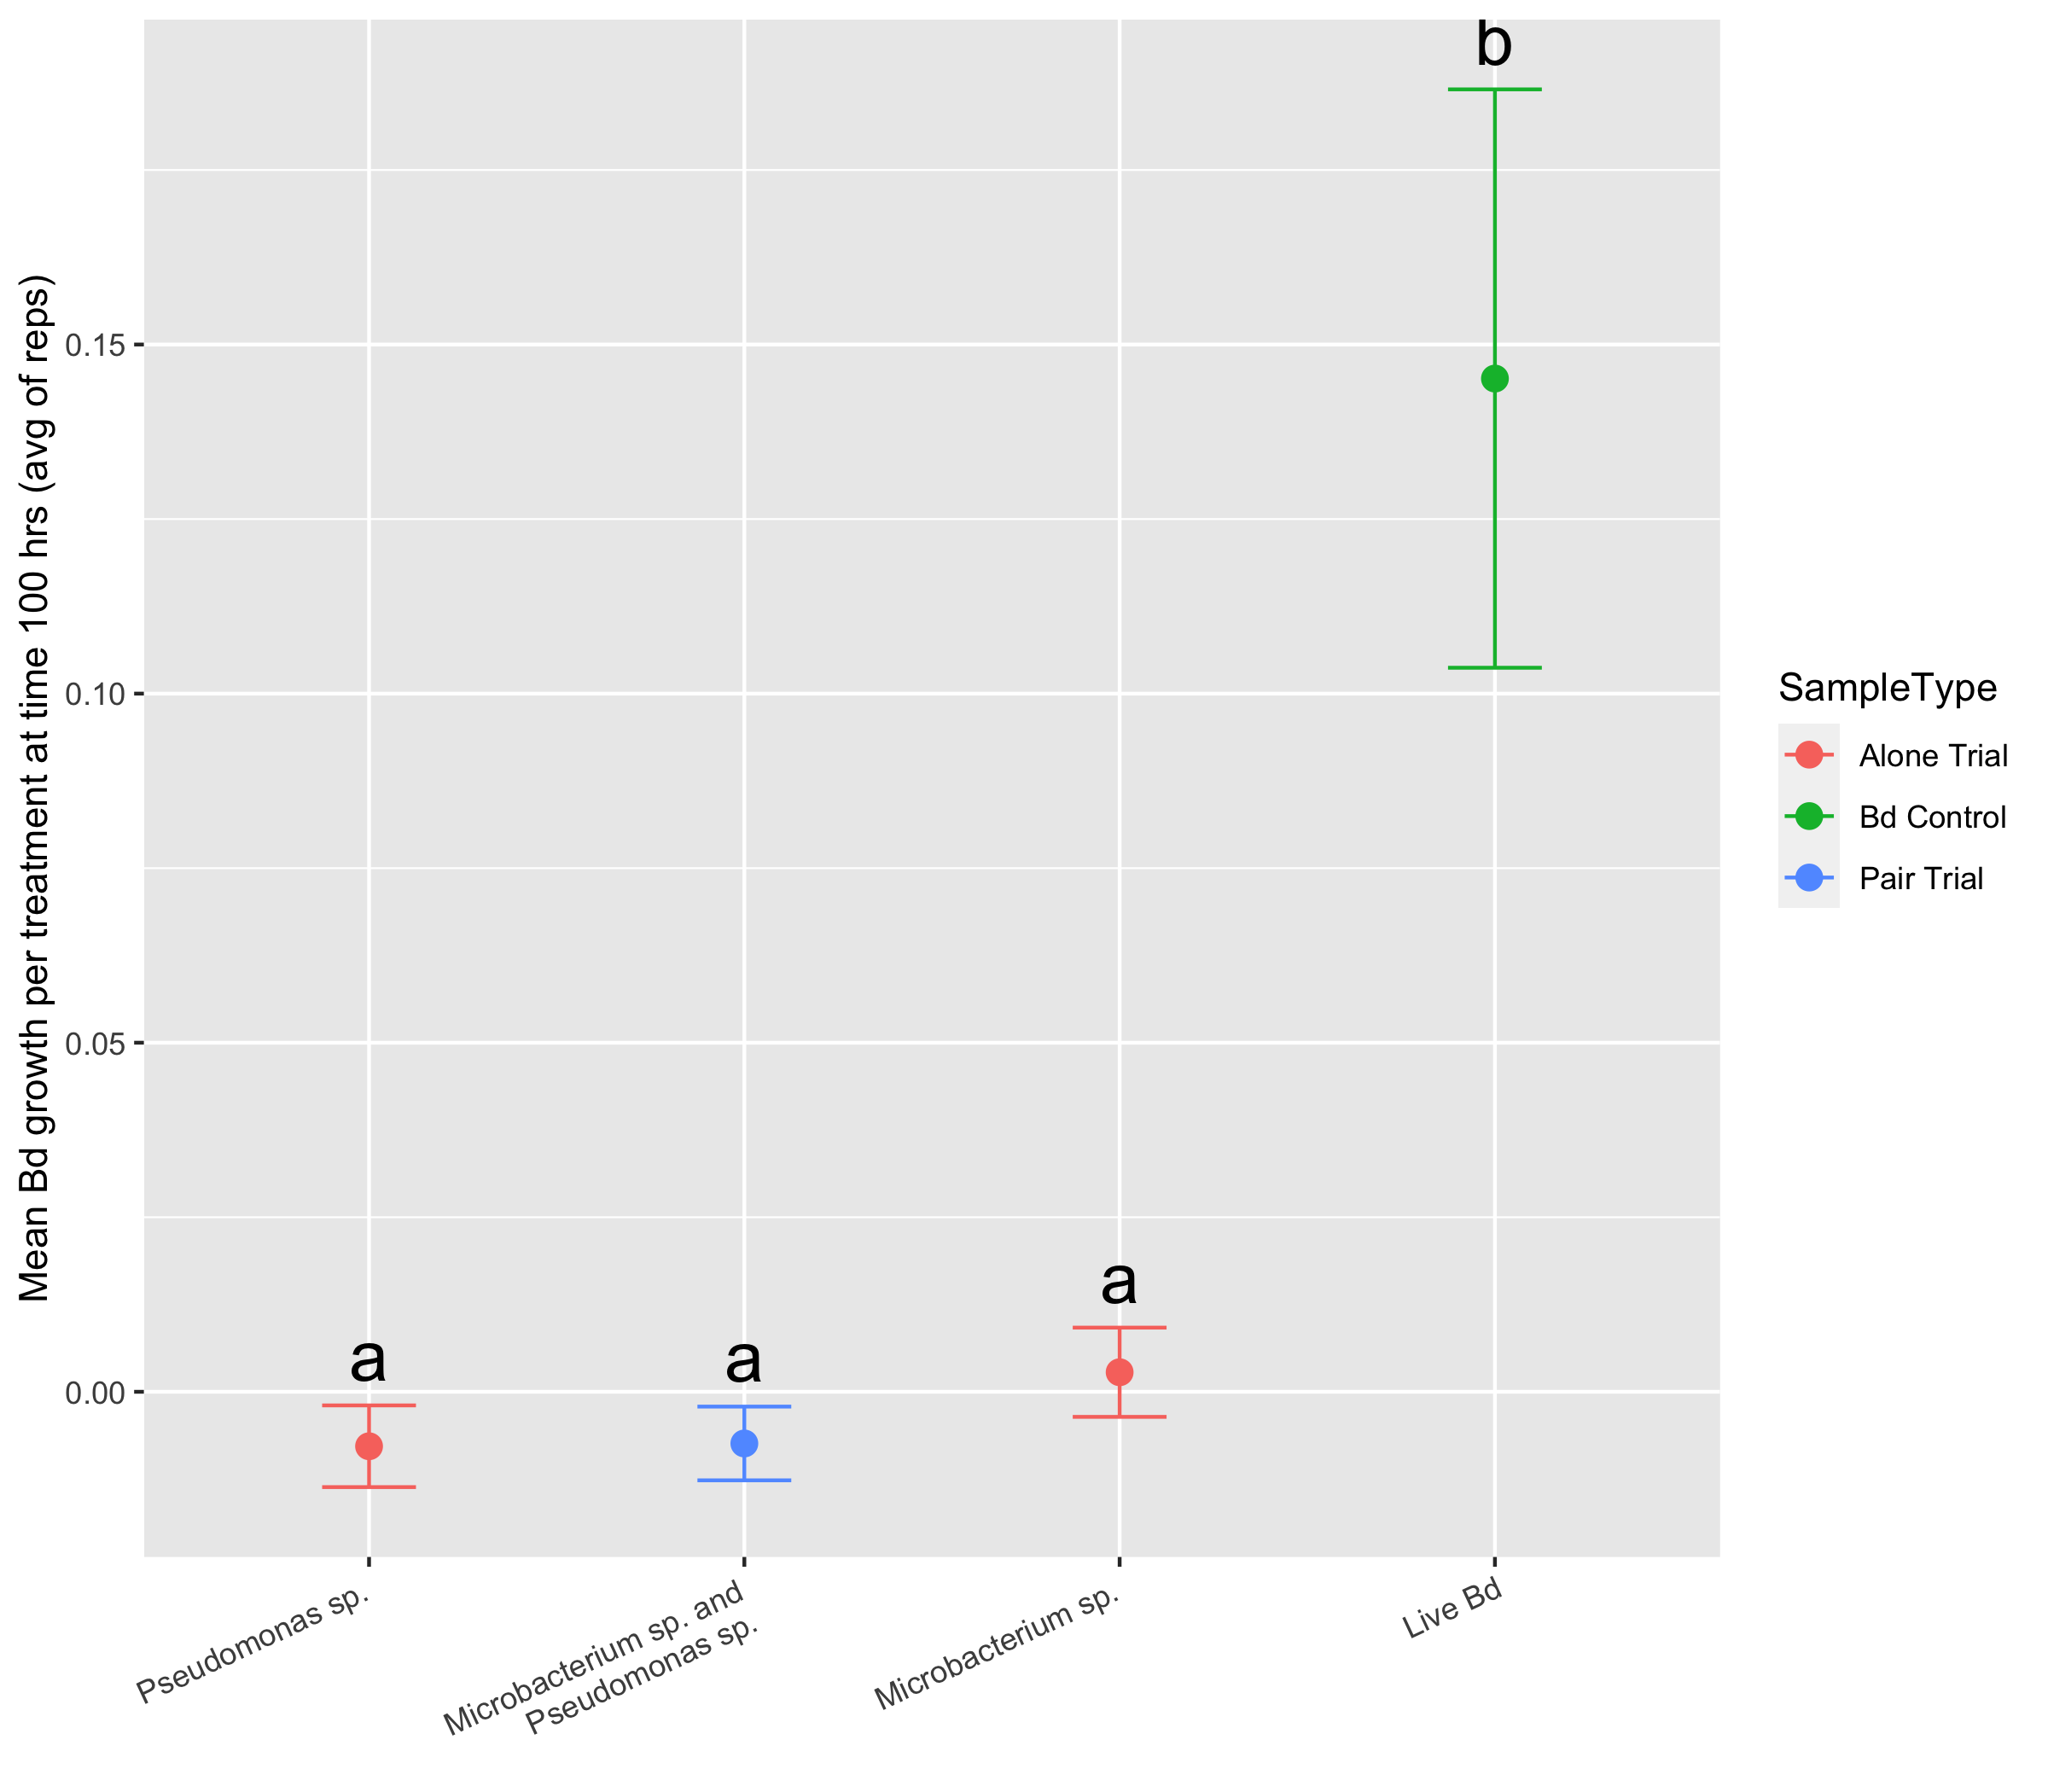 b
Mean Bd growth per treatment at time 100 hrs (avg of reps)
0.15
0.10
0.05
0.00
a
a
a
Pseudomonas sp.
Microbacterium sp. and
Pseudomonas sp.
Microbacterium sp.
Live Bd
SampleType
Alone Trial
Bd Control
Pair Trial